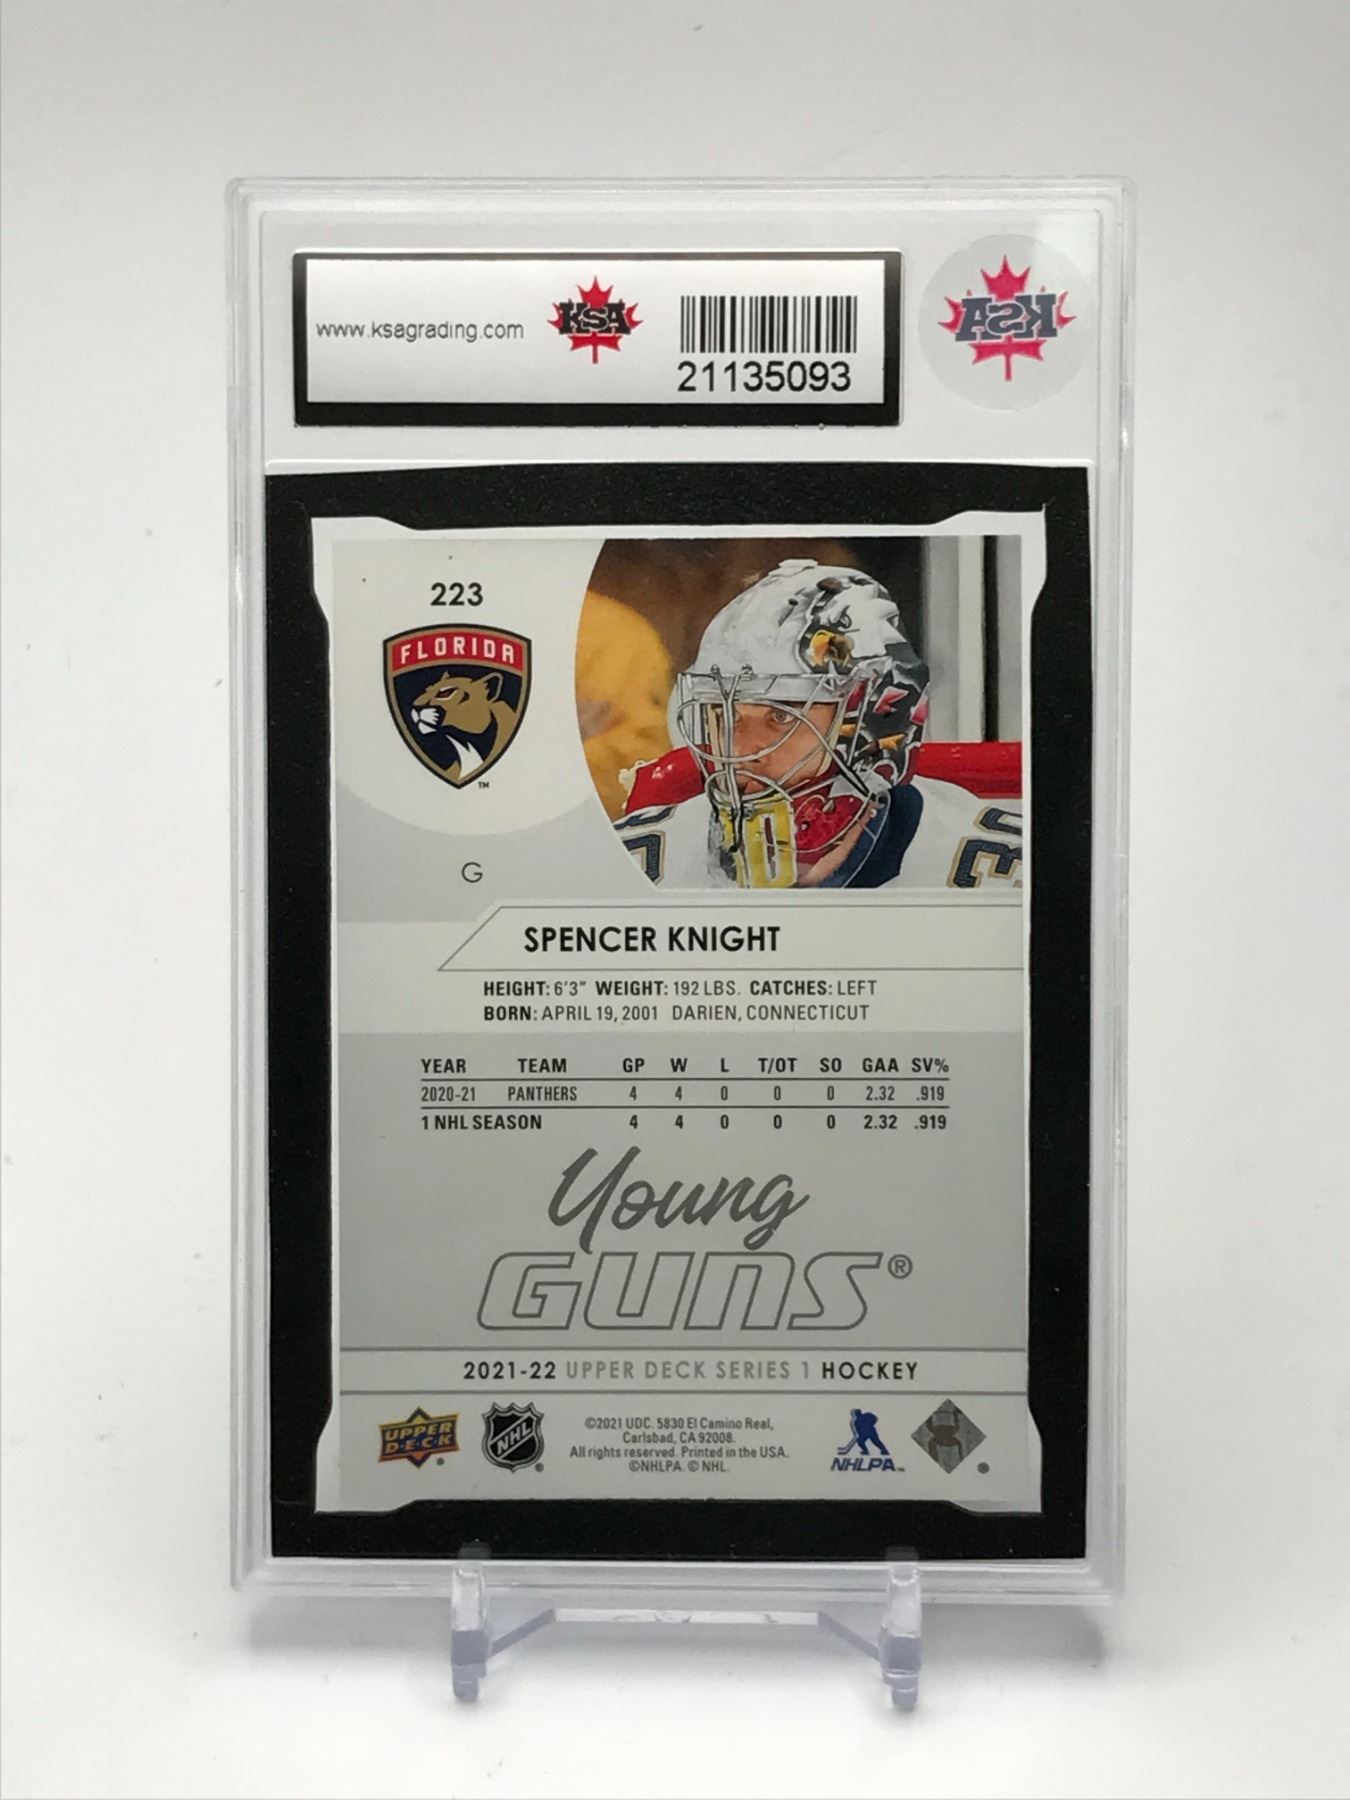 www.ksagrading.com
KSA
21135093
KSA
223
FLORIDA
TM
G
30
SPENCER KNIGHT
HEIGHT: 6'3" WEIGHT: 192 LBS. CATCHES: LEFT
BORN: APRIL 19, 2001 DARIEN, CONNECTICUT
YEAR TEAM GP W L T/OT SO GAA SV%
2020-21 PANTHERS 4 4 0 0 0 2.32 .919
1 NHL SEASON 4 4 0 0 0 2.32 .919
Young
GUNS®
2021-22 UPPER DECK SERIES 1 HOCKEY
UPPER
D·E·C·K ®
NHL ®
©2021 UDC. 5830 El Camino Real,
Carlsbad, CA 92008.
All rights reserved. Printed in the USA.
©NHLPA. © NHL.
NHLPA™
®